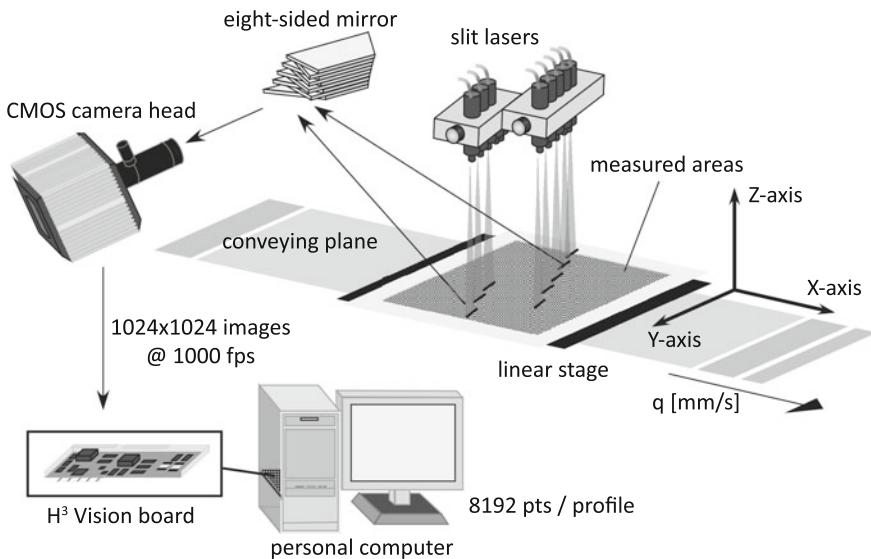 eight-sided mirror
slit lasers
CMOS camera head
measured areas
Z-axis
conveying plane
X-axis
Y-axis
1024x1024 images
@ 1000 fps
linear stage
q [mm/s]
8192 pts / profile
H³ Vision board
personal computer